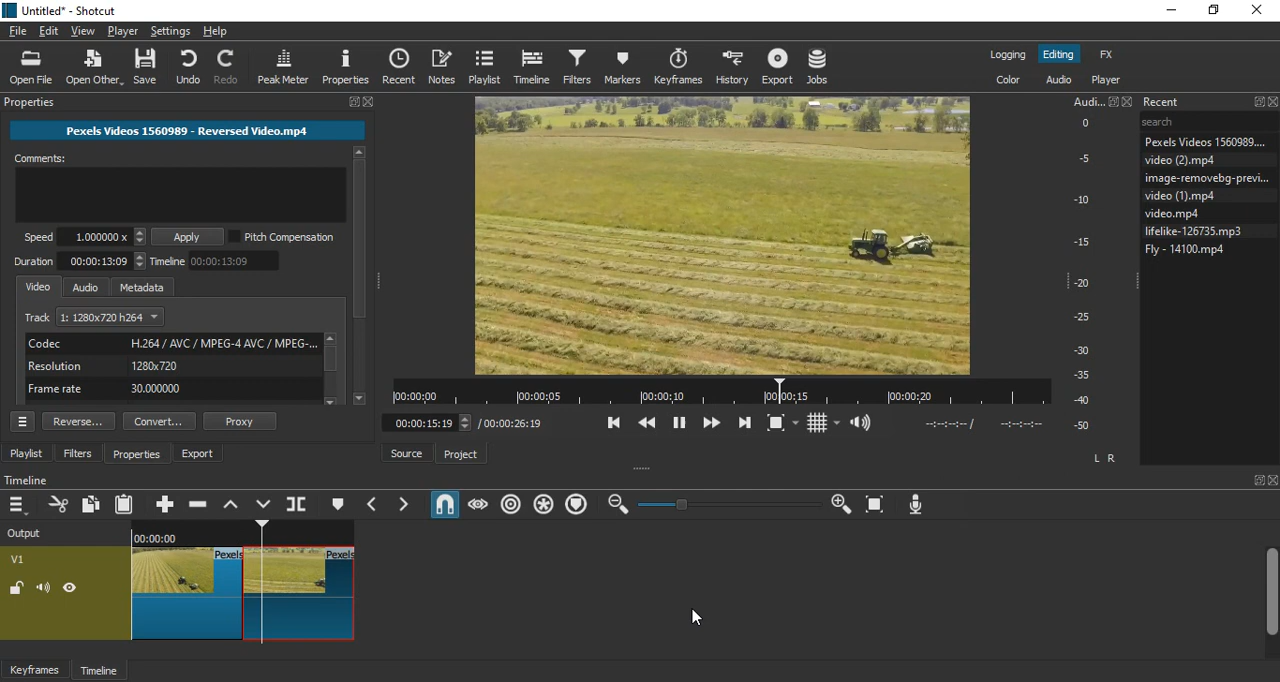 Untitled* - Shotcut
File Edit View Player Settings Help
Open File Open Other... Save Undo Redo Peak Meter Properties Recent Notes Playlist Timeline Filters Markers Keyframes History Export Jobs
Logging Editing FX
Color Audio Player
Properties
Pexels Videos 1560989 - Reversed Video.mp4
Comments:
Speed 1.000000 x Apply Pitch Compensation
Duration 00:00:13:09 Timeline 00:00:13:09
Video Audio Metadata
Track 1: 1280x720 h264
Codec H.264 / AVC / MPEG-4 AVC / MPEG-...
Resolution 1280x720
Frame rate 30.000000
Reverse... Convert... Proxy
Playlist Filters Properties Export
00:00:00 00:00:05 00:00:10 00:00:15 00:00:20
00:00:15:19 / 00:00:26:19
--:--:--:-- / --:--:--:--
Source Project
Audi...
0
-5
-10
-15
-20
-25
-30
-35
-40
-50
L R
Recent
search
Pexels Videos 1560989....
video (2).mp4
image-removebg-previ...
video (1).mp4
video.mp4
lifelike-126735.mp3
Fly - 14100.mp4
Timeline
Output
00:00:00
V1
Pexels
Pexels
Keyframes Timeline